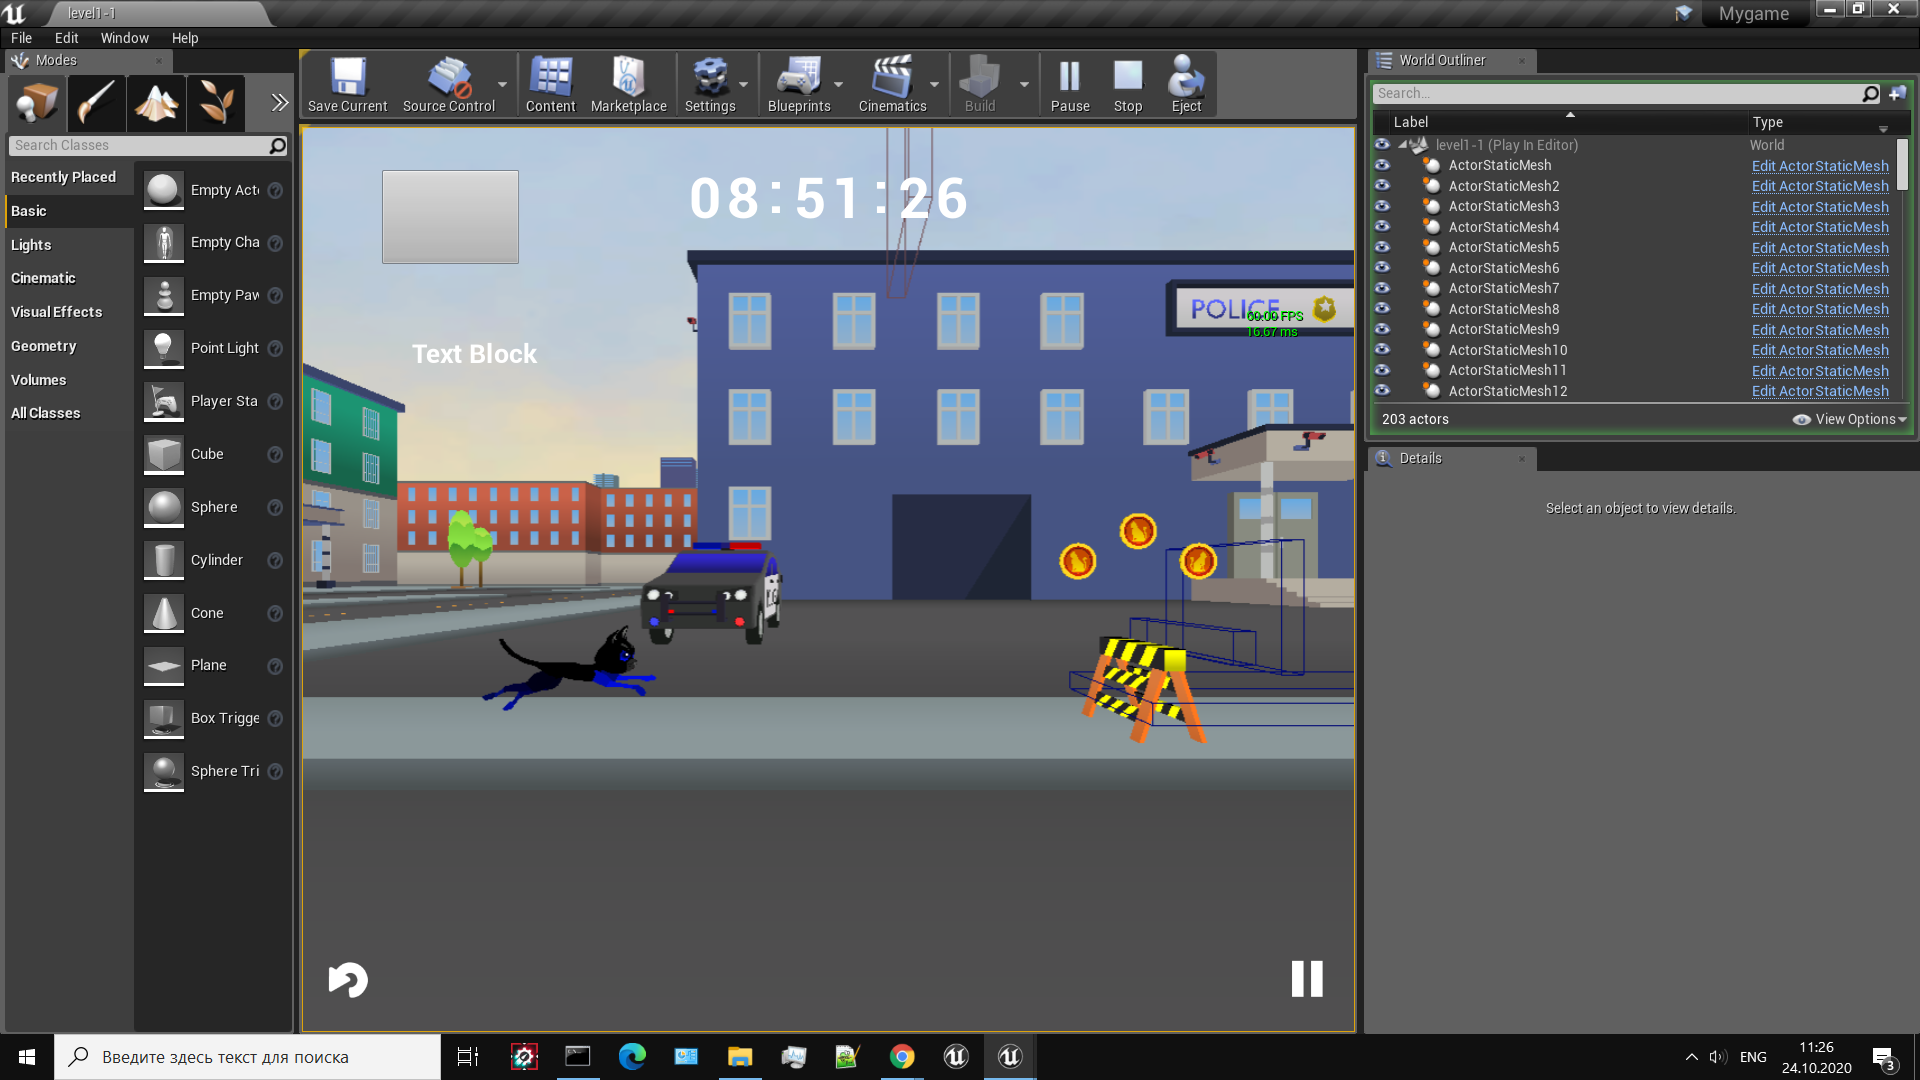 level1-1
Mygame
File Edit Window Help
Modes
Search Classes
Recently Placed
Basic
Lights
Cinematic
Visual Effects
Geometry
Volumes
All Classes
Empty Act
Empty Cha
Empty Pav
Point Light
Player Sta
Cube
Sphere
Cylinder
Cone
Plane
Box Trigge
Sphere Tri
Save Current
Source Control
Content
Marketplace
Settings
Blueprints
Cinematics
Build
Pause
Stop
Eject
08:51:26
POLICE
60.00 FPS
16.67 ms
Text Block
World Outliner
Search...
Label Type
level1-1 (Play In Editor) World
ActorStaticMesh Edit ActorStaticMesh
ActorStaticMesh2 Edit ActorStaticMesh
ActorStaticMesh3 Edit ActorStaticMesh
ActorStaticMesh4 Edit ActorStaticMesh
ActorStaticMesh5 Edit ActorStaticMesh
ActorStaticMesh6 Edit ActorStaticMesh
ActorStaticMesh7 Edit ActorStaticMesh
ActorStaticMesh8 Edit ActorStaticMesh
ActorStaticMesh9 Edit ActorStaticMesh
ActorStaticMesh10 Edit ActorStaticMesh
ActorStaticMesh11 Edit ActorStaticMesh
ActorStaticMesh12 Edit ActorStaticMesh
203 actors
View Options
Details
Select an object to view details.
Введите здесь текст для поиска
ENG
11:26
24.10.2020
3